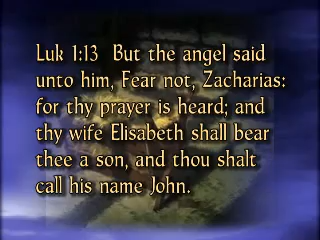 Luk 1:13  But the angel said
unto him, Fear not, Zacharias:
for thy prayer is heard; and
thy wife Elisabeth shall bear
thee a son, and thou shalt
call his name John.